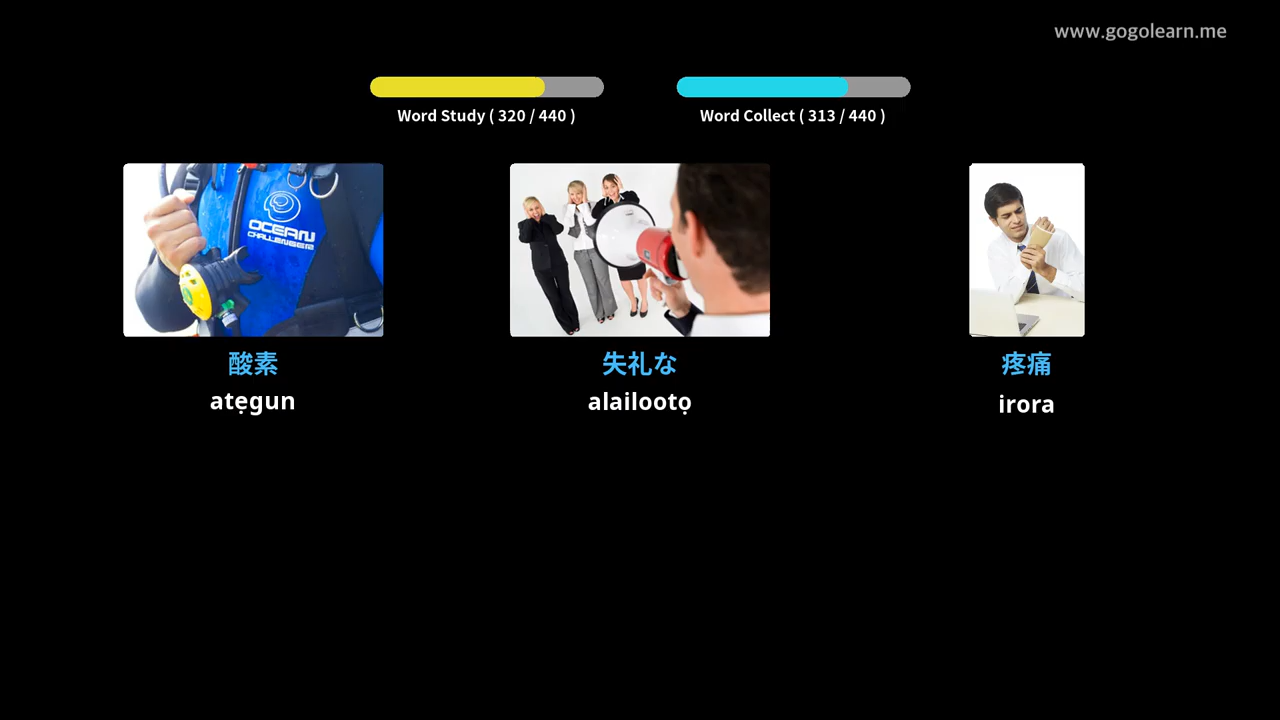 www.gogolearn.me
Word Study ( 320 / 440 )
Word Collect ( 313 / 440 )
OCEAN
CHALLENGER
酸素
失礼な
疼痛
atẹgun
alailootọ
irora